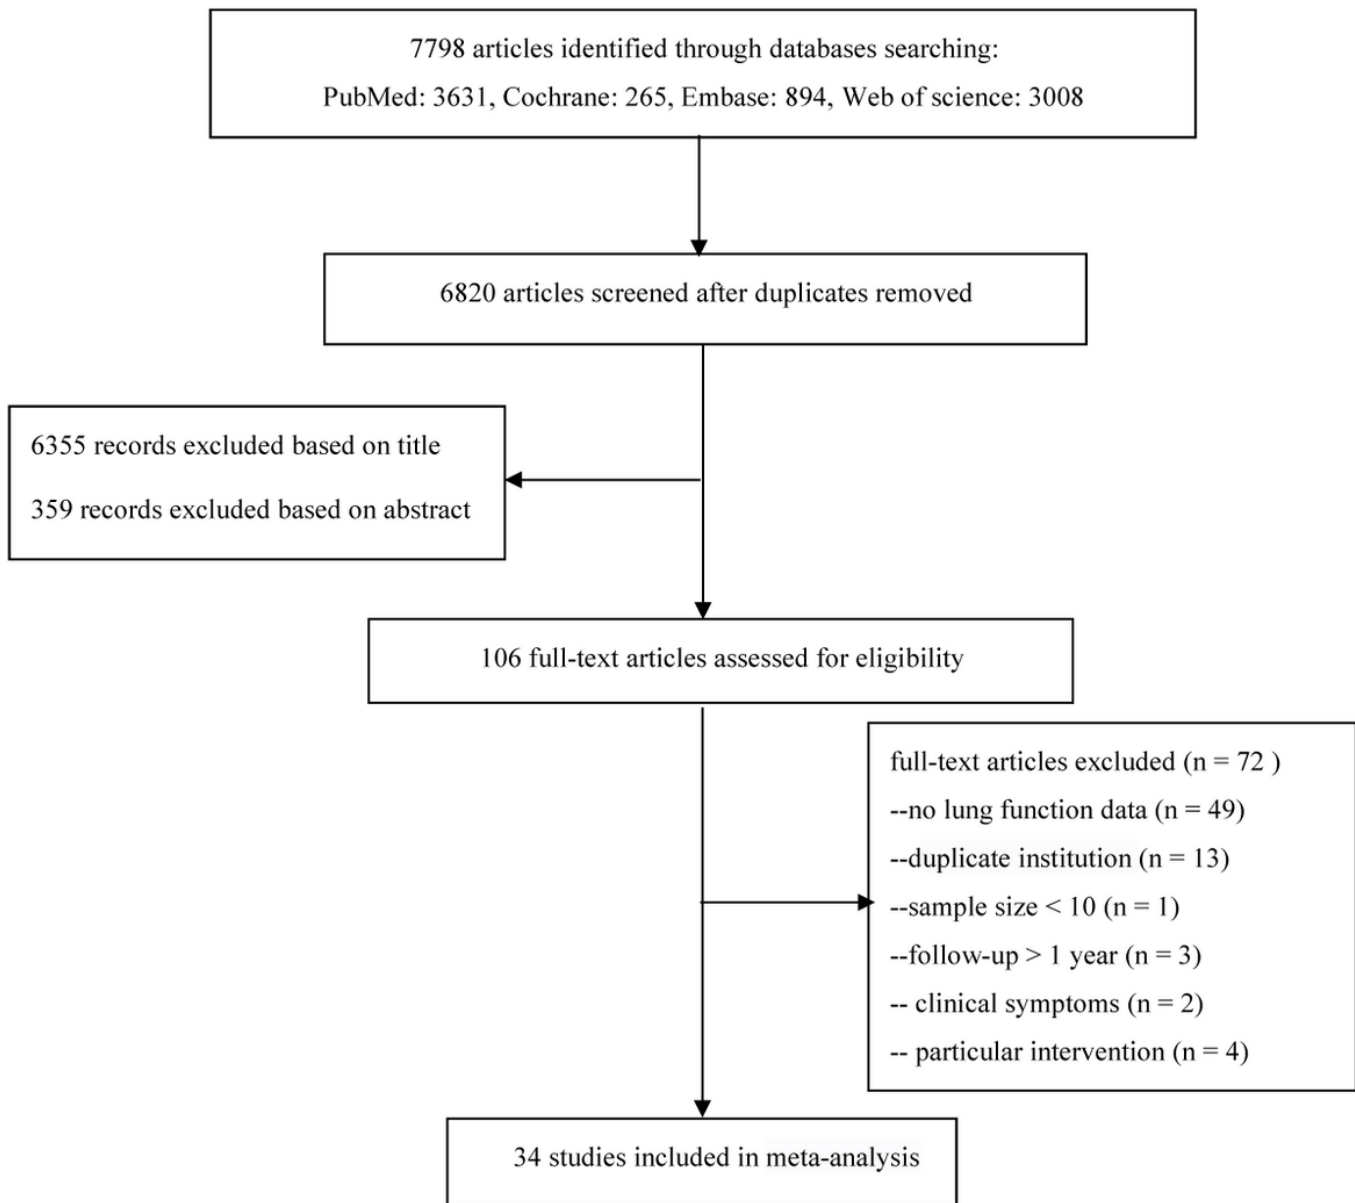 7798 articles identified through databases searching:
PubMed: 3631, Cochrane: 265, Embase: 894, Web of science: 3008
6820 articles screened after duplicates removed
6355 records excluded based on title
359 records excluded based on abstract
106 full-text articles assessed for eligibility
full-text articles excluded (n = 72 )
--no lung function data (n = 49)
--duplicate institution (n = 13)
--sample size < 10 (n = 1)
--follow-up > 1 year (n = 3)
-- clinical symptoms (n = 2)
-- particular intervention (n = 4)
34 studies included in meta-analysis